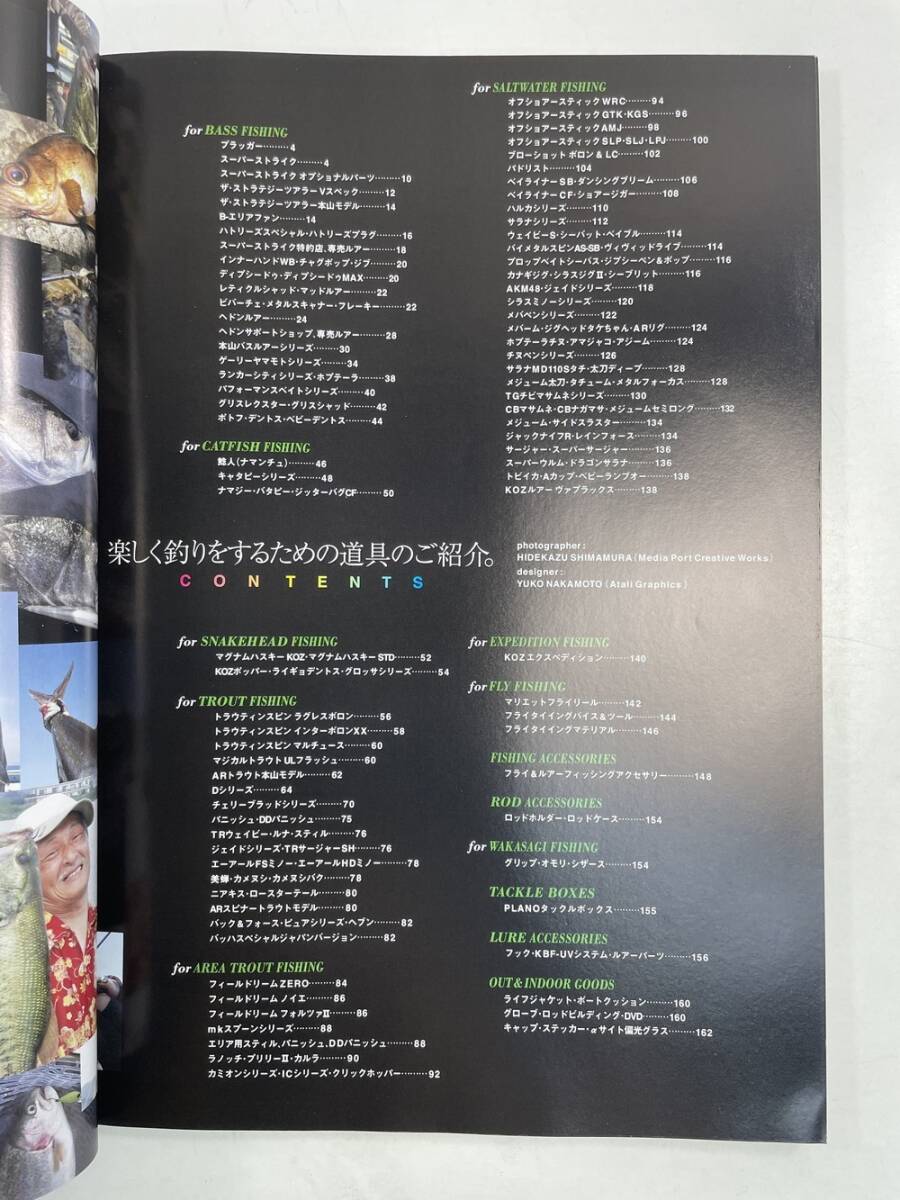 for BASS FISHING
プラッガー………4
スーパーストライク………4
スーパーストライク オプショナルパーツ………10
ザ・ストラテジーツアラー Vスペック………12
ザ・ストラテジーツアラー本山モデル………14
B-エリアファン………14
ハトリーズスペシャル・ハトリーズプラグ………16
スーパーストライク特約店、専売ルアー………18
インナーハンドWB・チャグポップ・ジブ………20
ディプシードゥ・ディプシードゥMAX………20
レティクルシャッド・マッドルアー………22
ビバーチェ・メタルスキャナー・フレーキー………22
ヘドンルアー………24
ヘドンサポートショップ、専売ルアー………28
本山バスルアーシリーズ………30
ゲーリーヤマモトシリーズ………34
ランカーシティシリーズ・ホプテーラ………38
パフォーマンスベイトシリーズ………40
グリスレクスター・グリスシャッド………42
ボトフ・デントス・ベビーデントス………44
for CATFISH FISHING
鯰人(ナマンチュ)………46
キャタピーシリーズ………48
ナマジー・バタピー・ジッターバグCF………50
for SALTWATER FISHING
オフショアースティック WRC………94
オフショアースティック GTK・KGS………96
オフショアースティック AMJ………98
オフショアースティック SLP・SLJ・LPJ………100
ブローショット ボロン & LC………102
パドリスト………104
ベイライナー SB・ダンシングブリーム………106
ベイライナー CF・ショアージガー………108
ハルカシリーズ………110
サラナシリーズ………112
ウェイビーS・シーバット・ベイブル………114
バイメタルスピンAS-SB・ヴィヴィッドライブ………114
プロップベイトシーバス・ジプシーペン&ポップ………116
カナギジグ・シラスジグⅡ・シーブリット………116
AKM48・ジェイドシリーズ………118
シラスミノーシリーズ………120
メバペンシリーズ………122
メバーム・ジグヘッドタケちゃん・ARリグ………124
ホプテーラチヌ・アマジャコ・アジーム………124
チヌペンシリーズ………126
サラナMD110Sタチ・太刀ディープ………128
メジューム太刀・タチューム・メタルフォーカス………128
TGチビマサムネシリーズ………130
CBマサムネ・CBナガマサ・メジュームセミロング………132
メジューム・サイドスラスター………134
ジャックナイフR・レインフォース………134
サージャー・スーパーサージャー………136
スーパーウルム・ドラゴンサラナ………136
トビイカ・Aカップ・ベビーランブオー………138
KOZルアー ヴァブラックス………138
楽しく釣りをするための道具のご紹介。
CONTENTS
photographer:
HIDEKAZU SHIMAMURA (Media Port Creative Works)
designer:
YUKO NAKAMOTO (Atali Graphics)
for SNAKEHEAD FISHING
マグナムハスキー KOZ・マグナムハスキー STD………52
KOZポッパー・ライギョデントス・グロッサシリーズ………54
for TROUT FISHING
トラウティンスピン ラグレスボロン………56
トラウティンスピン インターボロンXX………58
トラウティンスピン マルチュース………60
マジカルトラウト ULフラッシュ………60
ARトラウト本山モデル………62
Dシリーズ………64
チェリーブラッドシリーズ………70
パニッシュ・DDパニッシュ………75
TRウェイビー・ルナ・スティル………76
ジェイドシリーズ・TRサージャーSH………76
エーアールFSミノー・エーアールHDミノー………78
美蝉・カメヌシ・カメヌシバク………78
ニアキス・ロースターテール………80
ARスピナートラウトモデル………80
バック&フォース・ピュアシリーズ・ヘブン………82
バッハスペシャルジャパンバージョン………82
for AREA TROUT FISHING
フィールドリーム ZERO………84
フィールドリーム ノイエ………86
フィールドリーム フォルツァⅡ………86
mkスプーンシリーズ………88
エリア用スティル、パニッシュ、DDパニッシュ………88
ラノッチ・ブリリーⅡ・カルラ………90
カミオンシリーズ・ICシリーズ・クリックホッパー………92
for EXPEDITION FISHING
KOZエクスペディション………140
for FLY FISHING
マリエットフライリール………142
フライタイイングバイス&ツール………144
フライタイイングマテリアル………146
FISHING ACCESSORIES
フライ&ルアーフィッシングアクセサリー………148
ROD ACCESSORIES
ロッドホルダー・ロッドケース………154
for WAKASAGI FISHING
グリップ・オモリ・シザース………154
TACKLE BOXES
PLANOタックルボックス………155
LURE ACCESSORIES
フック・KBF-UVシステム・ルアーパーツ………156
OUT&INDOOR GOODS
ライフジャケット・ボートクッション………160
グローブ・ロッドビルディング・DVD………160
キャップ・ステッカー・αサイト偏光グラス………162